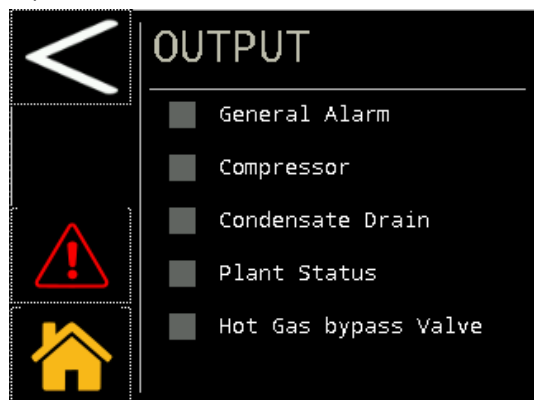 OUTPUT
General Alarm
Compressor
Condensate Drain
Plant Status
Hot Gas bypass Valve